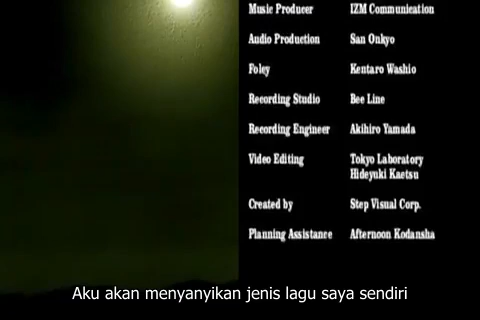 Music Producer IZM Communication
Audio Production San Onkyo
Foley Kentaro Washio
Recording Studio Bee Line
Recording Engineer Akihiro Yamada
Video Editing Tokyo Laboratory
Hideyuki Kaetsu
Created by Step Visual Corp.
Planning Assistance Afternoon Kodansha
Aku akan menyanyikan jenis lagu saya sendiri